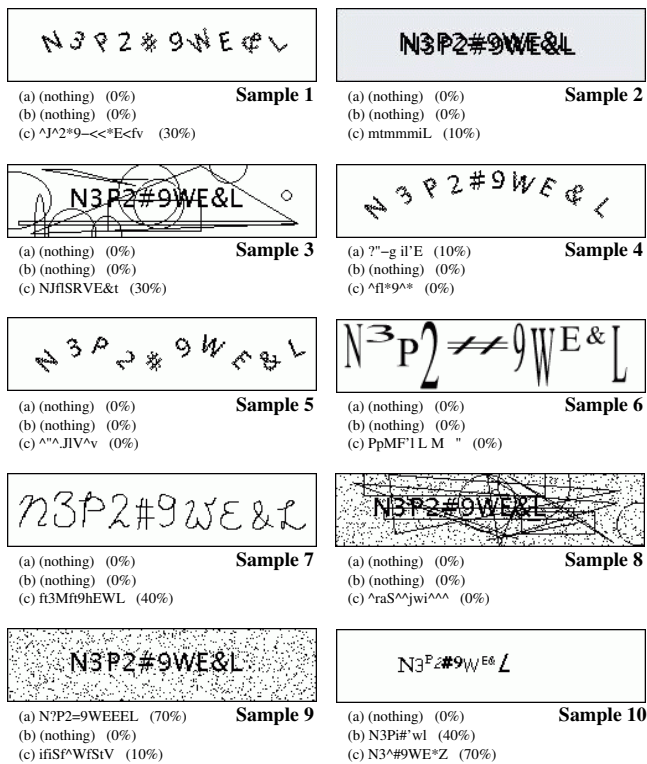 N3P2#9WE&L
N3P2#9WE&L
(a) (nothing) (0%) Sample 1
(b) (nothing) (0%)
(c) ^J^2*9−<<*E<fv (30%)
(a) (nothing) (0%) Sample 2
(b) (nothing) (0%)
(c) mtmmmiL (10%)
N3P2#9WE&L
N3P2#9WE&L
(a) (nothing) (0%) Sample 3
(b) (nothing) (0%)
(c) NJflSRVE&t (30%)
(a) ?"−g il'E (10%) Sample 4
(b) (nothing) (0%)
(c) ^fl*9^* (0%)
N3P2#9WE&L
N3P2#9WE&L
(a) (nothing) (0%) Sample 5
(b) (nothing) (0%)
(c) ^"^.JlV^v (0%)
(a) (nothing) (0%) Sample 6
(b) (nothing) (0%)
(c) PpMF'l L M " (0%)
N3P2#9WE&L
N3P2#9WE&L
(a) (nothing) (0%) Sample 7
(b) (nothing) (0%)
(c) ft3Mft9hEWL (40%)
(a) (nothing) (0%) Sample 8
(b) (nothing) (0%)
(c) ^raS^^jwi^^^ (0%)
N3P2#9WE&L
N3P2#9WE&L
(a) N?P2=9WEEEL (70%) Sample 9
(b) (nothing) (0%)
(c) ifiSf^WfStV (10%)
(a) (nothing) (0%) Sample 10
(b) N3Pi#'wl (40%)
(c) N3^#9WE*Z (70%)